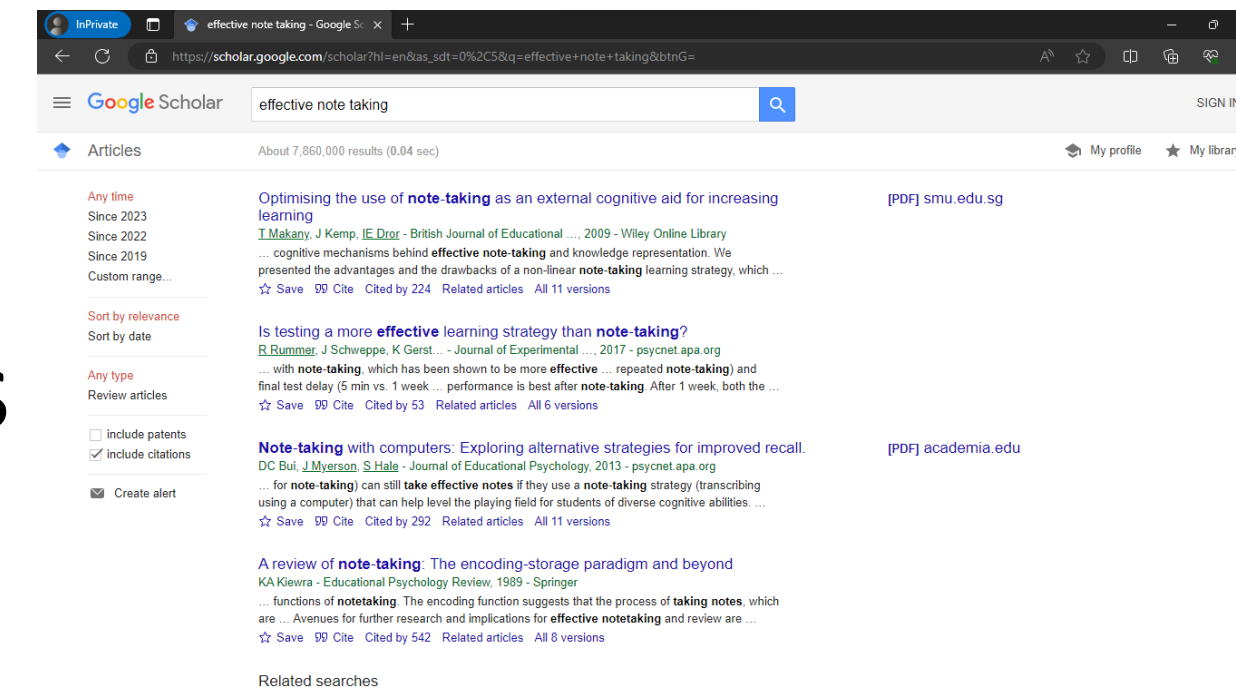 InPrivate
effective note taking - Google Sc
https://scholar.google.com/scholar?hl=en&as_sdt=0%2C5&q=effective+note+taking&btnG=
Google Scholar
effective note taking
SIGN IN
Articles
About 7,860,000 results (0.04 sec)
My profile
My library
Any time
Since 2023
Since 2022
Since 2019
Custom range...
Sort by relevance
Sort by date
Any type
Review articles
include patents
include citations
Create alert
Optimising the use of note-taking as an external cognitive aid for increasing
learning
T Makany, J Kemp, IE Dror - British Journal of Educational …, 2009 - Wiley Online Library
… cognitive mechanisms behind effective note-taking and knowledge representation. We
presented the advantages and the drawbacks of a non-linear note-taking learning strategy, which …
Save Cite Cited by 224 Related articles All 11 versions
[PDF] smu.edu.sg
Is testing a more effective learning strategy than note-taking?
R Rummer, J Schweppe, K Gerst… - Journal of Experimental …, 2017 - psycnet.apa.org
… with note-taking, which has been shown to be more effective … repeated note-taking) and
final test delay (5 min vs. 1 week … performance is best after note-taking. After 1 week, both the …
Save Cite Cited by 53 Related articles All 6 versions
Note-taking with computers: Exploring alternative strategies for improved recall.
DC Bui, J Myerson, S Hale - Journal of Educational Psychology, 2013 - psycnet.apa.org
… for note-taking) can still take effective notes if they use a note-taking strategy (transcribing
using a computer) that can help level the playing field for students of diverse cognitive abilities. …
Save Cite Cited by 292 Related articles All 11 versions
[PDF] academia.edu
A review of note-taking: The encoding-storage paradigm and beyond
KA Kiewra - Educational Psychology Review, 1989 - Springer
… functions of notetaking. The encoding function suggests that the process of taking notes, which
are … Avenues for further research and implications for effective notetaking and review are …
Save Cite Cited by 542 Related articles All 8 versions
Related searches